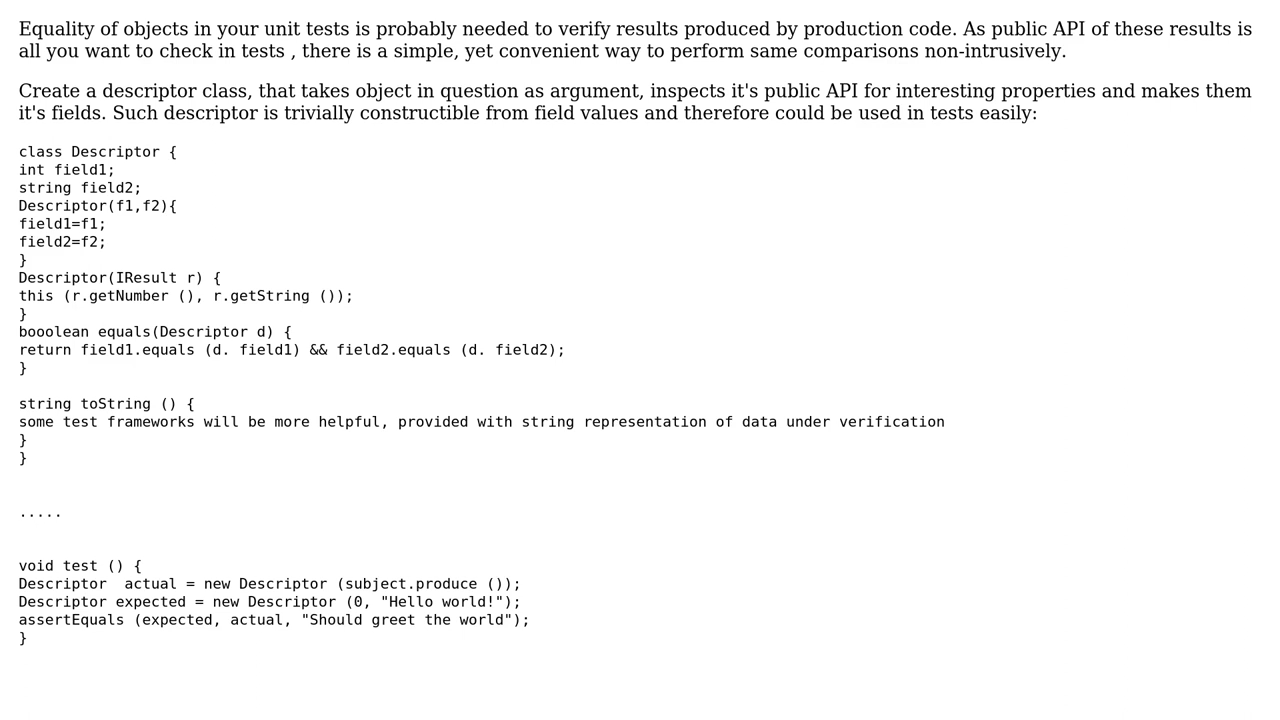 Equality of objects in your unit tests is probably needed to verify results produced by production code. As public API of these results is
all you want to check in tests , there is a simple, yet convenient way to perform same comparisons non-intrusively.
Create a descriptor class, that takes object in question as argument, inspects it's public API for interesting properties and makes them
it's fields. Such descriptor is trivially constructible from field values and therefore could be used in tests easily:
class Descriptor {
int field1;
string field2;
Descriptor(f1,f2){
field1=f1;
field2=f2;
}
Descriptor(IResult r) {
this (r.getNumber (), r.getString ());
}
booolean equals(Descriptor d) {
return field1.equals (d. field1) && field2.equals (d. field2);
}
string toString () {
some test frameworks will be more helpful, provided with string representation of data under verification
}
}
.....
void test () {
Descriptor  actual = new Descriptor (subject.produce ());
Descriptor expected = new Descriptor (0, "Hello world!");
assertEquals (expected, actual, "Should greet the world");
}